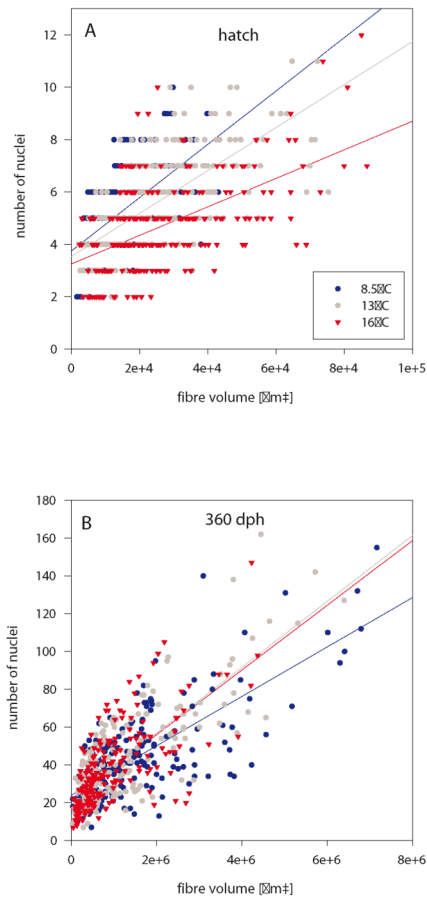 A
hatch
12
10
8
6
4
2
0
number of nuclei
8.5▯C
13▯C
16▯C
0 2e+4 4e+4 6e+4 8e+4 1e+5
fibre volume [▯m‡]
B
360 dph
180
160
140
120
100
80
60
40
20
0
number of nuclei
0 2e+6 4e+6 6e+6 8e+6
fibre volume [▯m‡]